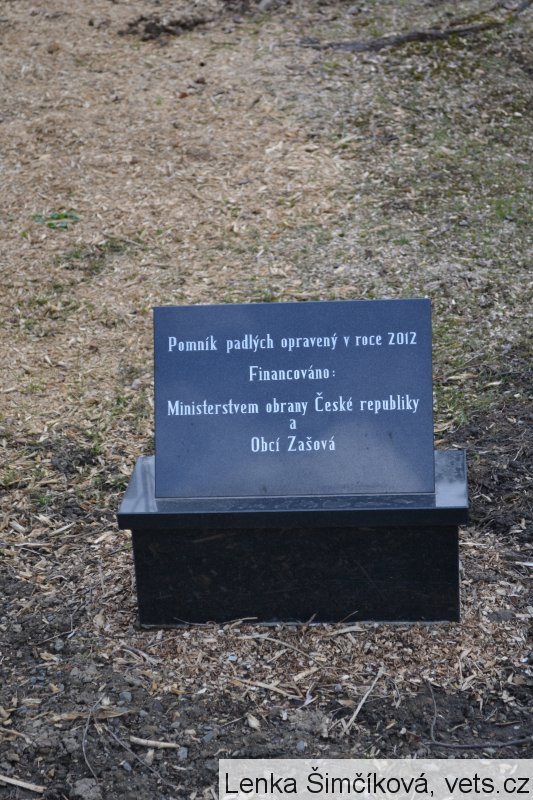 Pomník padlých opravený v roce 2012
Financováno:
Ministerstvem obrany České republiky
a
Obcí Zašová
Lenka Šimčíková, vets.cz